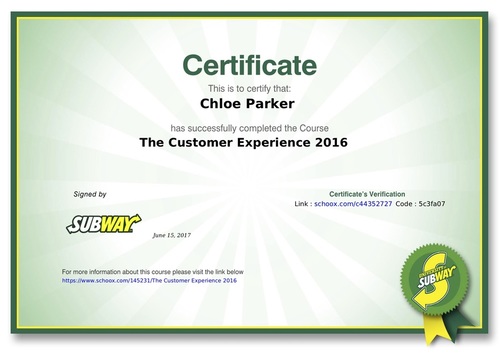 Certificate
This is to certify that:
Chloe Parker
has successfully completed the Course
The Customer Experience 2016
Signed by
Certificate's Verification
Link : schoox.com/c44352727 Code : 5c3fa07
SUBWAY
June 15, 2017
For more information about this course please visit the link below
https://www.schoox.com/145231/The Customer Experience 2016
UNIVERSITY
SUBWAY